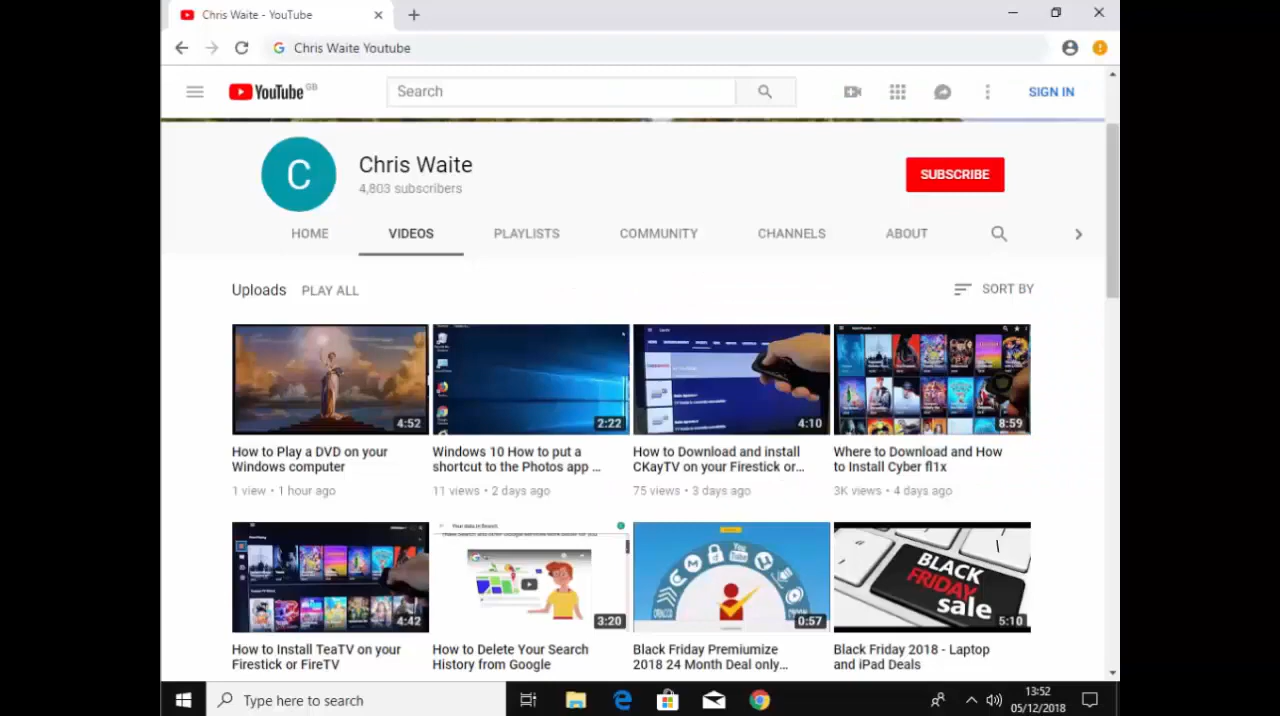 Chris Waite - YouTube
Chris Waite Youtube
YouTube GB
Search
SIGN IN
C
Chris Waite
4,803 subscribers
SUBSCRIBE
HOME
VIDEOS
PLAYLISTS
COMMUNITY
CHANNELS
ABOUT
Uploads PLAY ALL
SORT BY
4:52
2:22
4:10
8:59
How to Play a DVD on your
Windows computer
1 view • 1 hour ago
Windows 10 How to put a
shortcut to the Photos app ...
11 views • 2 days ago
How to Download and install
CKayTV on your Firestick or...
75 views • 3 days ago
Where to Download and How
to Install Cyber fl1x
3K views • 4 days ago
4:42
Your data in Search
3:20
0:57
BLACK
FRIDAY
sale
5:10
How to Install TeaTV on your
Firestick or FireTV
How to Delete Your Search
History from Google
Black Friday Premiumize
2018 24 Month Deal only...
Black Friday 2018 - Laptop
and iPad Deals
Type here to search
13:52
05/12/2018